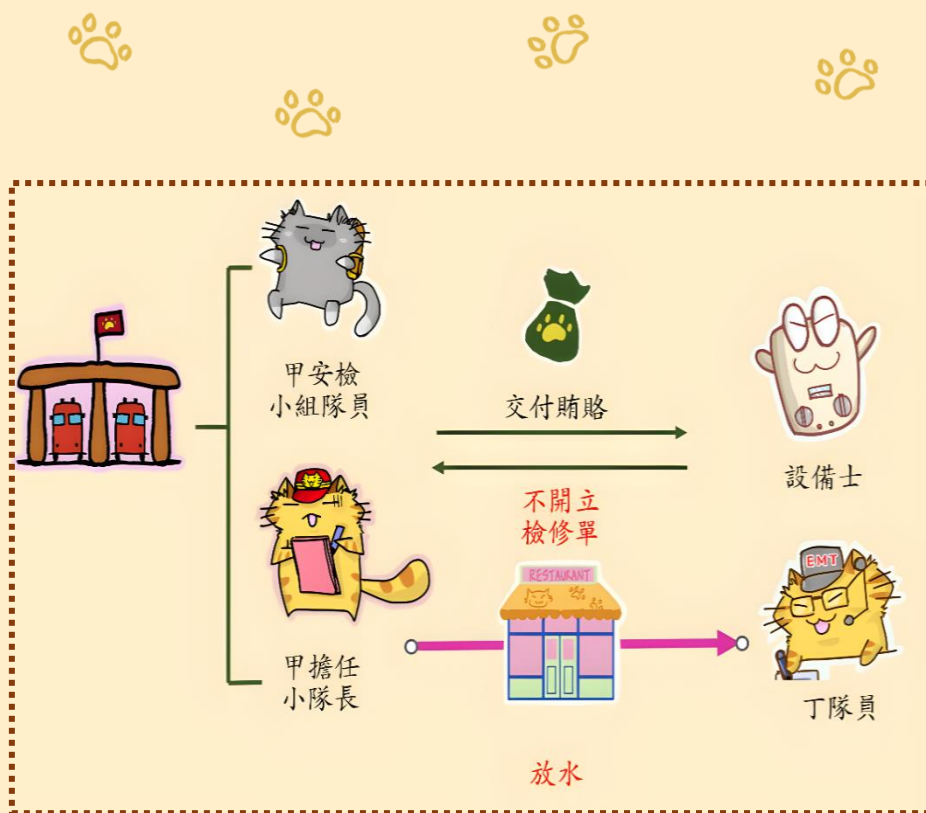 甲安檢
小組隊員
交付賄賂
設備士
不開立
檢修單
RESTAURANT
EMT
甲擔任
小隊長
丁隊員
放水